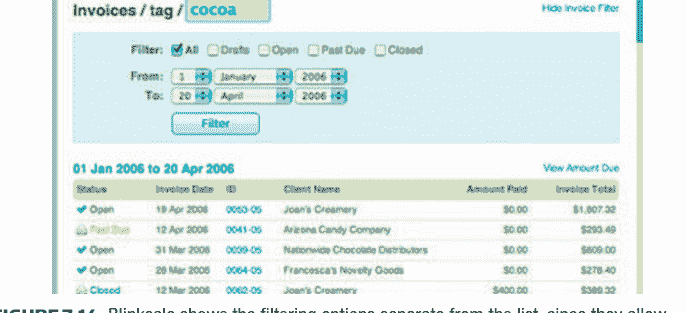 Invoices / tag / cocoa
Hide Invoice Filter
Filter: All Drafts Open Past Due Closed
From: 1 January 2006
To: 20 April 2006
Filter
01 Jan 2006 to 20 Apr 2006
View Amount Due
Status Invoice Date ID Client Name Amount Paid Invoice Total
Open 19 Apr 2006 0053-05 Joan's Creamery $0.00 $1,607.32
Past Due 12 Apr 2006 0041-05 Arizona Candy Company $0.00 $293.49
Open 31 Mar 2006 0039-05 Nationwide Chocolate Distributors $0.00 $609.00
Open 28 Mar 2006 0064-05 Francesca's Novelty Goods $0.00 $278.40
Closed 12 Mar 2006 0062-05 Joan's Creamery $400.00 $389.32
FIGURE 7.14 Blinksale shows the filtering options separate from the list, since they allow